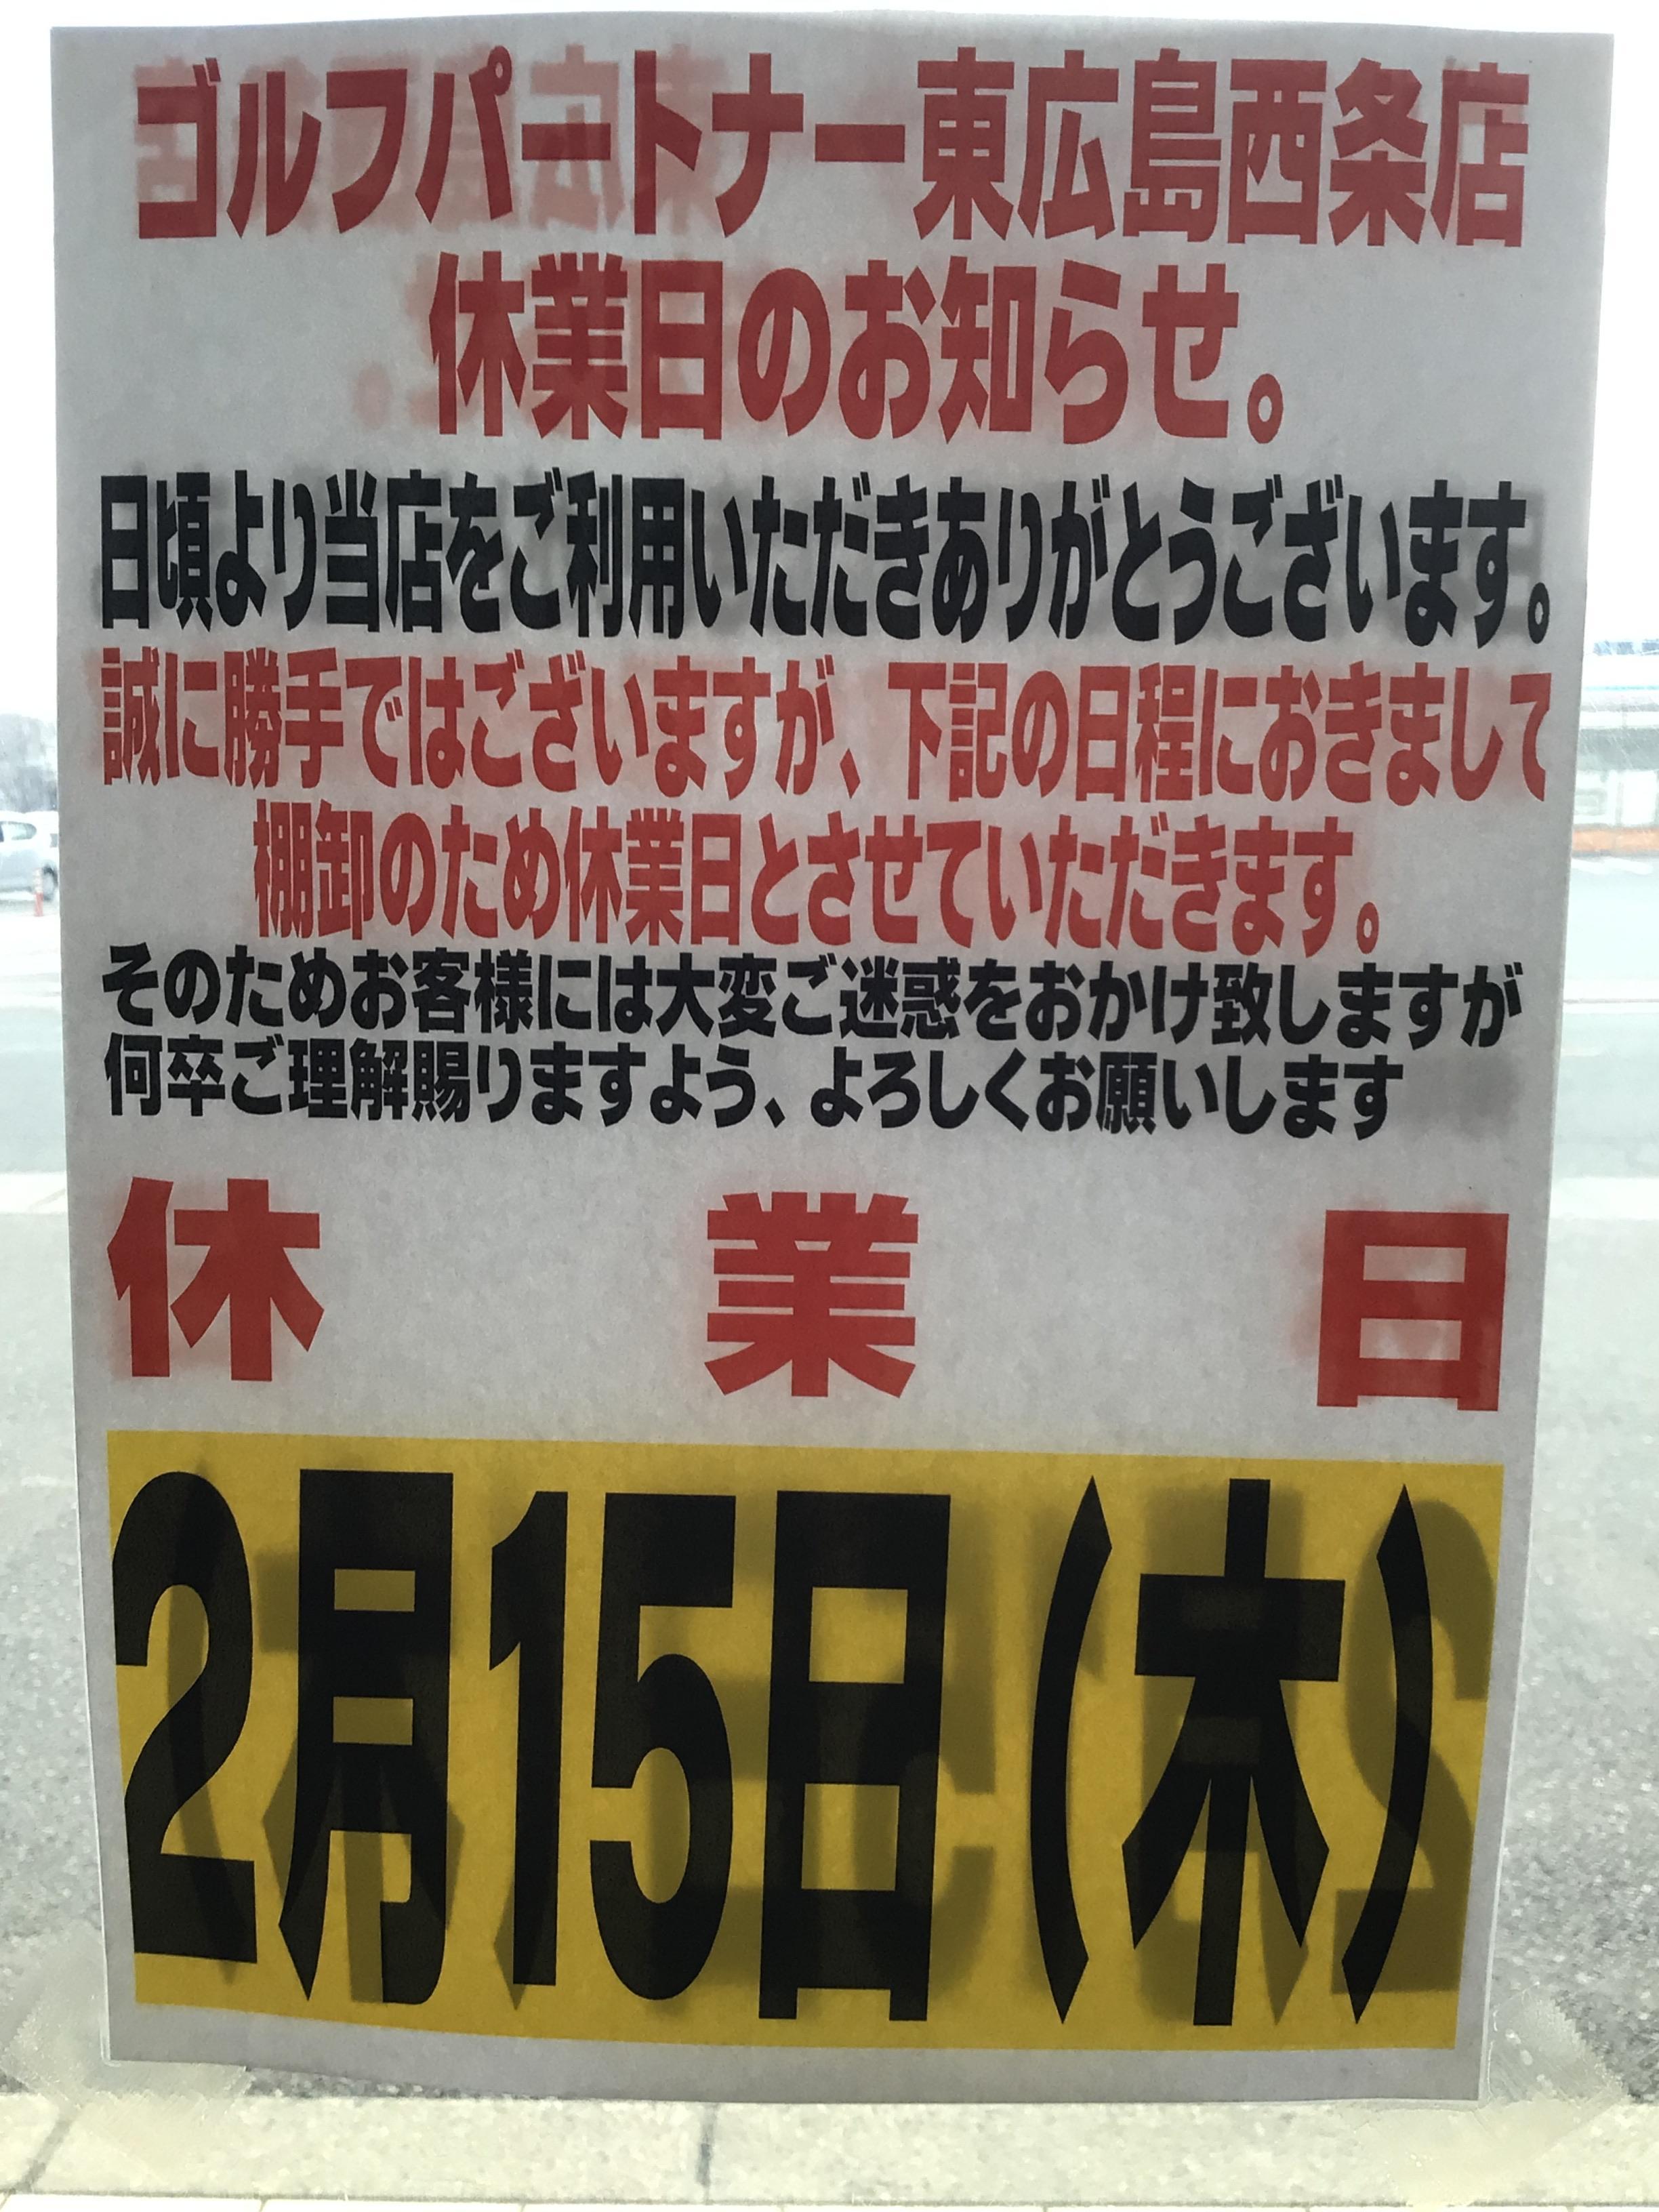 ゴルフパートナー東広島西条店
休業日のお知らせ。
日頃より当店をご利用いただきありがとうございます。
誠に勝手ではございますが、下記の日程におきまして
棚卸のため休業日とさせていただきます。
そのためお客様には大変ご迷惑をおかけ致しますが
何卒ご理解賜りますよう、よろしくお願いします
休業日
2月15日(木)